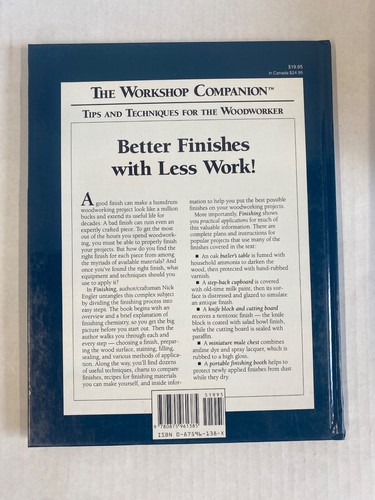 $19.95
in Canada $24.95
THE WORKSHOP COMPANION™
TIPS AND TECHNIQUES FOR THE WOODWORKER
Better Finishes
with Less Work!
A good finish can make a humdrum
woodworking project look like a million
bucks and extend its useful life for
decades. A bad finish can ruin even an
expertly crafted piece. To get the most
out of the hours you spend woodwork-
ing, you must be able to properly finish
your projects. But how do you find the
right finish for each piece from among
the myriads of available materials? And
once you've found the right finish, what
equipment and techniques should you
use to apply it?
In Finishing, author/craftsman Nick
Engler untangles this complex subject
by dividing the finishing process into
easy steps. The book begins with an
overview and a brief explanation of
finishing chemistry, so you get the big
picture before you start out. Then the
author walks you through each and
every step — choosing a finish, prepar-
ing the wood surface, staining, filling,
sealing, and various methods of applica-
tion. Along the way, you'll find dozens
of useful techniques, charts to compare
finishes, recipes for finishing materials
you can make yourself, and inside infor-
mation to help you put the best possible
finishes on your woodworking projects.
More importantly, Finishing shows
you practical applications for much of
this valuable information. There are
complete plans and instructions for
popular projects that use many of the
finishes covered in the text:
■ An oak butler's table is fumed with
household ammonia to darken the
wood, then protected with hand-rubbed
varnish.
■ A step-back cupboard is covered
with old-time milk paint, then its sur-
face is distressed and glazed to simulate
an antique finish.
■ A knife block and cutting board
receives a nontoxic finish — the knife
block is coated with salad bowl finish,
while the cutting board is sealed with
paraffin.
■ A miniature mule chest combines
aniline dye and spray lacquer, which is
rubbed to a high gloss.
■ A portable finishing booth helps to
protect newly applied finishes from dust
while they dry.
51995
9 780875 961385
ISBN 0-87596-138-X